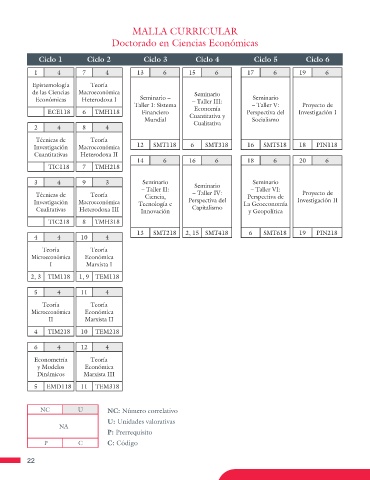 MALLA CURRICULAR
Doctorado en Ciencias Económicas
Ciclo 1 Ciclo 2 Ciclo 3 Ciclo 4 Ciclo 5 Ciclo 6
1 4
Epistemología
de las Ciencias
Económicas
ECE118
2 4
Técnicas de
Investigación
Cuantitativas
TIC118
3 4
Técnicas de
Investigación
Cualitativas
TIC218
4 4
Teoría
Microeconómica
I
2, 3 TIM118
5 4
Teoría
Microeconómica
II
4 TIM218
6 4
Econometría
y Modelos
Dinámicos
5 EMD118
7 4
Teoría
Macroeconómica
Heterodoxa I
6 TMH118
8 4
Teoría
Macroeconómica
Heterodoxa II
7 TMH218
9 3
Teoría
Macroeconómica
Heterodoxa III
8 TMH318
10 4
Teoría
Económica
Marxista I
1, 9 TEM118
11 4
Teoría
Económica
Marxista II
10 TEM218
12 4
Teoría
Económica
Marxista III
11 TEM318
13 6
Seminario –
Taller I: Sistema
Financiero
Mundial
12 SMT118
14 6
Seminario
– Taller II:
Ciencia,
Tecnología e
Innovación
13 SMT218
15 6
Seminario
– Taller III:
Economía
Cuantitativa y
Cualitativa
6 SMT318
16 6
Seminario
– Taller IV:
Perspectiva del
Capitalismo
2, 15 SMT418
17 6
Seminario
– Taller V:
Perspectiva del
Socialismo
16 SMT518
18 6
Seminario
– Taller VI:
Perspectiva de
La Geoeconomía
y Geopolítica
6 SMT618
19 6
Proyecto de
Investigación I
18 PIN118
20 6
Proyecto de
Investigación II
19 PIN218
NC U
NA
P C
NC: Número correlativo
U: Unidades valorativas
P: Prerrequisito
C: Código
22